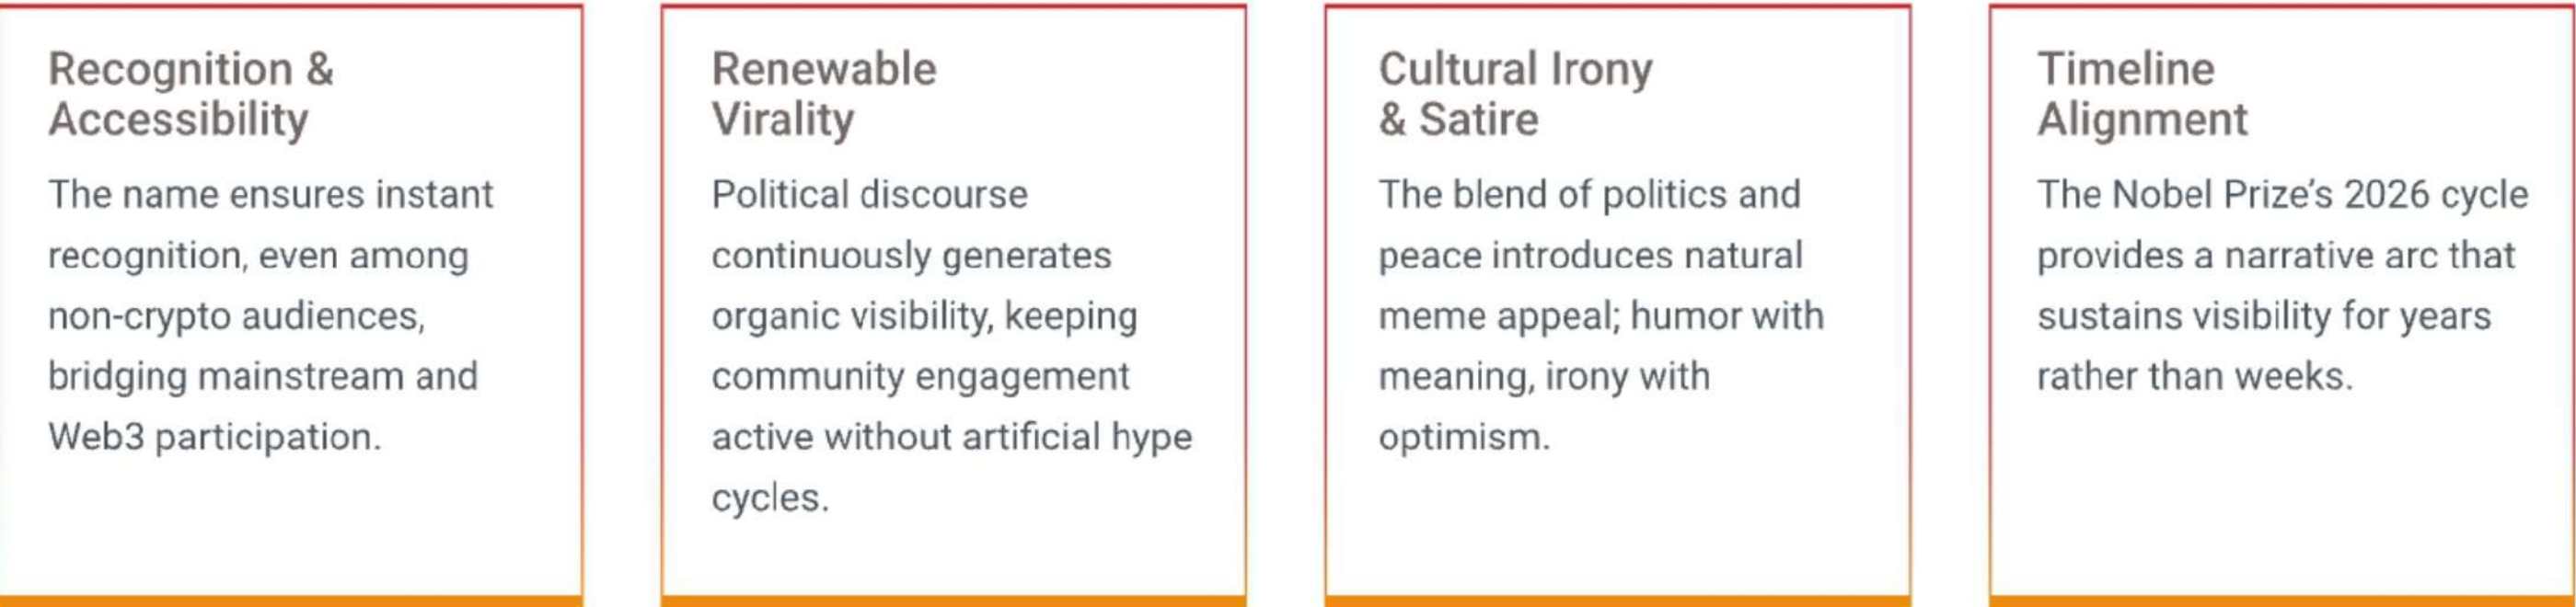 Recognition &
Accessibility
The name ensures instant
recognition, even among
non-crypto audiences,
bridging mainstream and
Web3 participation.
Renewable
Virality
Political discourse
continuously generates
organic visibility, keeping
community engagement
active without artificial hype
cycles.
Cultural Irony
& Satire
The blend of politics and
peace introduces natural
meme appeal; humor with
meaning, irony with
optimism.
Timeline
Alignment
The Nobel Prize’s 2026 cycle
provides a narrative arc that
sustains visibility for years
rather than weeks.